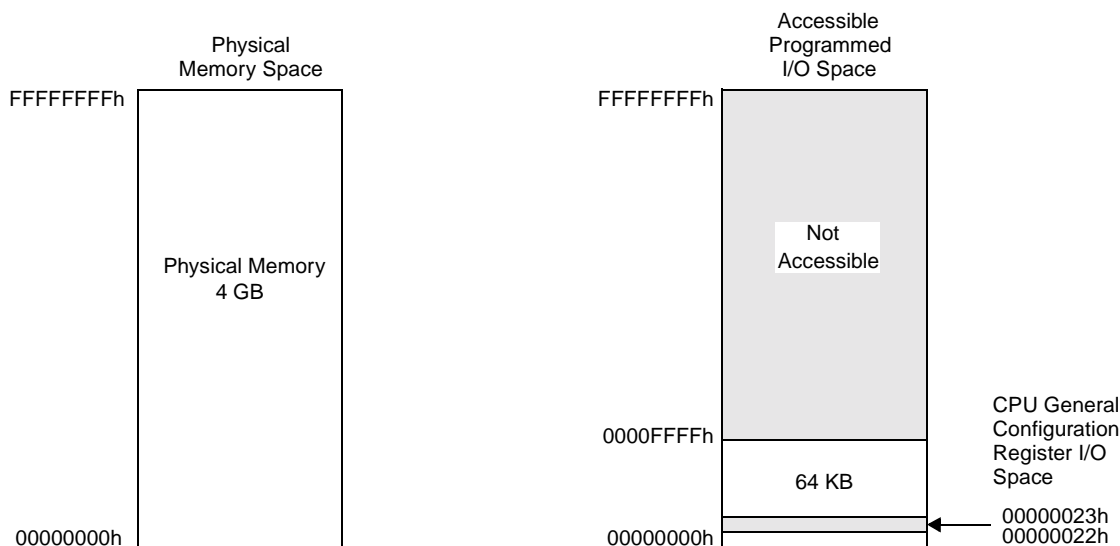 Physical
Memory Space
FFFFFFFFh
Physical Memory
4 GB
00000000h
Accessible
Programmed
I/O Space
FFFFFFFFh
Not
Accessible
0000FFFFh
64 KB
00000000h
CPU General
Configuration
Register I/O
Space
00000023h
00000022h